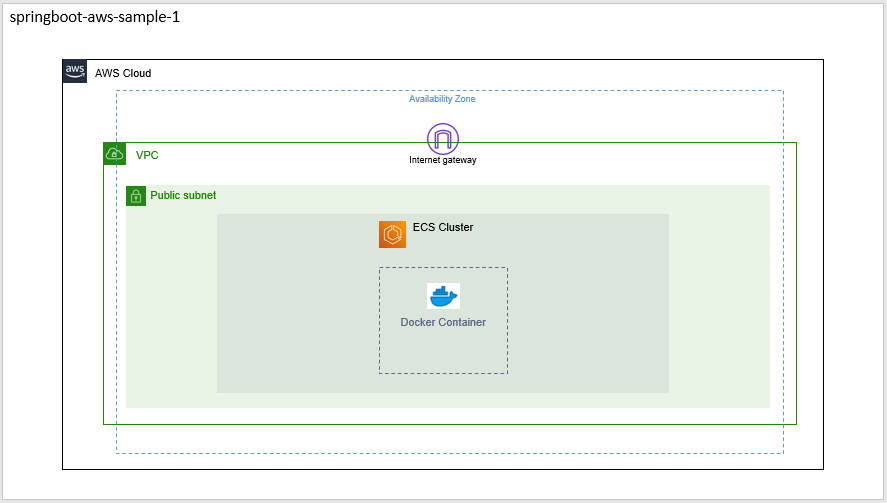 springboot-aws-sample-1
aws
AWS Cloud
Availability Zone
Internet gateway
VPC
Public subnet
ECS Cluster
Docker Container